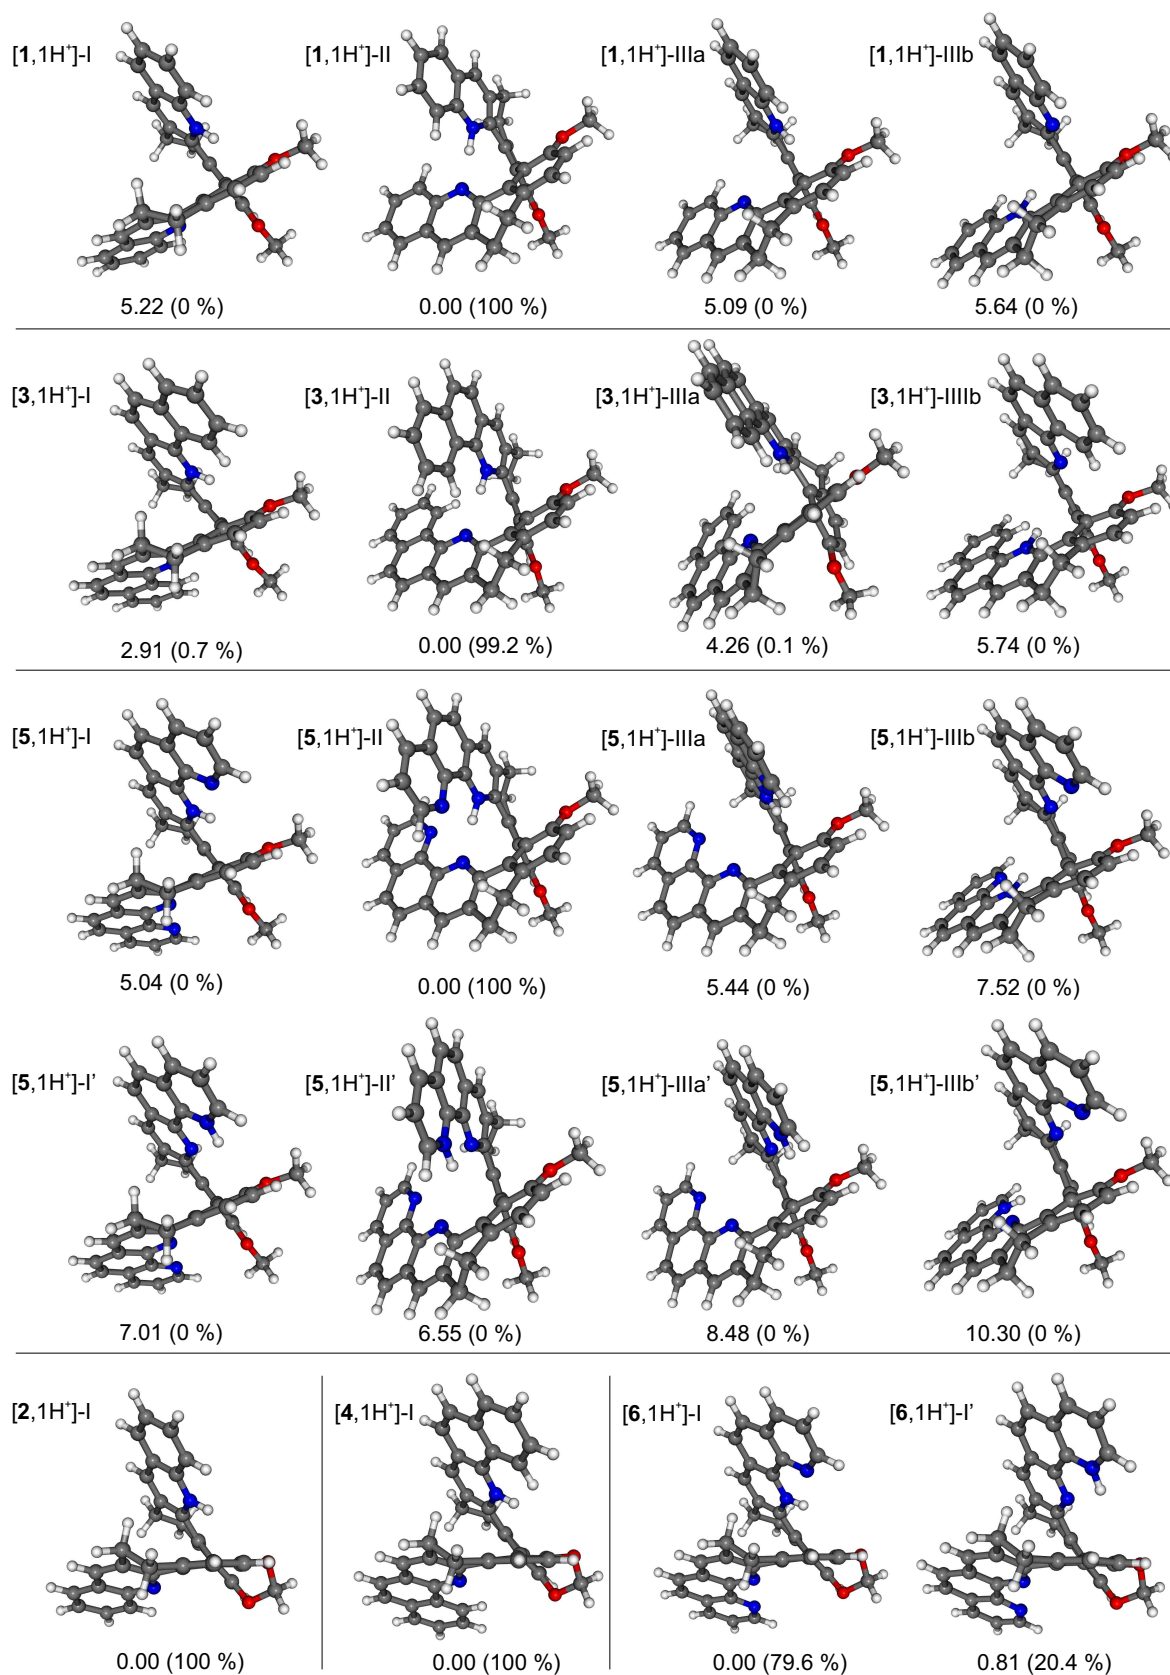 [1,1H⁺]-I [1,1H⁺]-II [1,1H⁺]-IIIa [1,1H⁺]-IIIb
5.22 (0 %) 0.00 (100 %) 5.09 (0 %) 5.64 (0 %)
[3,1H⁺]-I [3,1H⁺]-II [3,1H⁺]-IIIa [3,1H⁺]-IIIIb
2.91 (0.7 %) 0.00 (99.2 %) 4.26 (0.1 %) 5.74 (0 %)
[5,1H⁺]-I [5,1H⁺]-II [5,1H⁺]-IIIa [5,1H⁺]-IIIb
5.04 (0 %) 0.00 (100 %) 5.44 (0 %) 7.52 (0 %)
[5,1H⁺]-I’ [5,1H⁺]-II’ [5,1H⁺]-IIIa’ [5,1H⁺]-IIIb’
7.01 (0 %) 6.55 (0 %) 8.48 (0 %) 10.30 (0 %)
[2,1H⁺]-I [4,1H⁺]-I [6,1H⁺]-I [6,1H⁺]-I’
0.00 (100 %) 0.00 (100 %) 0.00 (79.6 %) 0.81 (20.4 %)